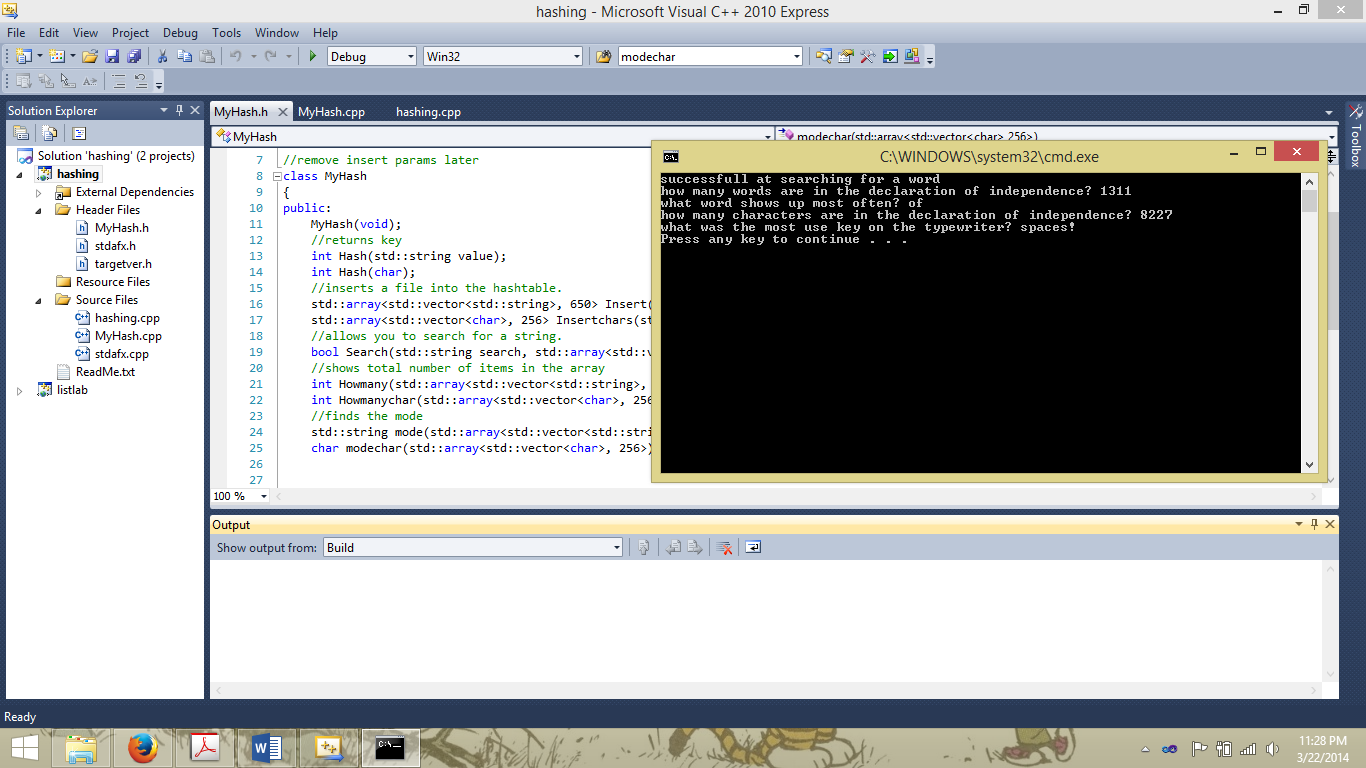 hashing - Microsoft Visual C++ 2010 Express
File Edit View Project Debug Tools Window Help
Debug Win32 modechar
Solution Explorer
Solution 'hashing' (2 projects)
hashing
External Dependencies
Header Files
MyHash.h
stdafx.h
targetver.h
Resource Files
Source Files
hashing.cpp
MyHash.cpp
stdafx.cpp
ReadMe.txt
listlab
MyHash.h MyHash.cpp hashing.cpp
MyHash modechar(std::array<std::vector<char>,256>)
7 //remove insert params later
8 class MyHash
9 {
10 public:
11 MyHash(void);
12 //returns key
13 int Hash(std::string value);
14 int Hash(char);
15 //inserts a file into the hashtable.
16 std::array<std::vector<std::string>, 650> Insert(
17 std::array<std::vector<char>, 256> Insertchars(st
18 //allows you to search for a string.
19 bool Search(std::string search, std::array<std::v
20 //shows total number of items in the array
21 int Howmany(std::array<std::vector<std::string>,
22 int Howmanychar(std::array<std::vector<char>, 256
23 //finds the mode
24 std::string mode(std::array<std::vector<std::stri
25 char modechar(std::array<std::vector<char>, 256>)
26
27
100 %
C:\WINDOWS\system32\cmd.exe
successfull at searching for a word
how many words are in the declaration of independence? 1311
what word shows up most often? of
how many characters are in the declaration of independence? 8227
what was the most use key on the typewriter? spaces!
Press any key to continue . . .
Toolbox
Output
Show output from: Build
Ready
11:28 PM
3/22/2014